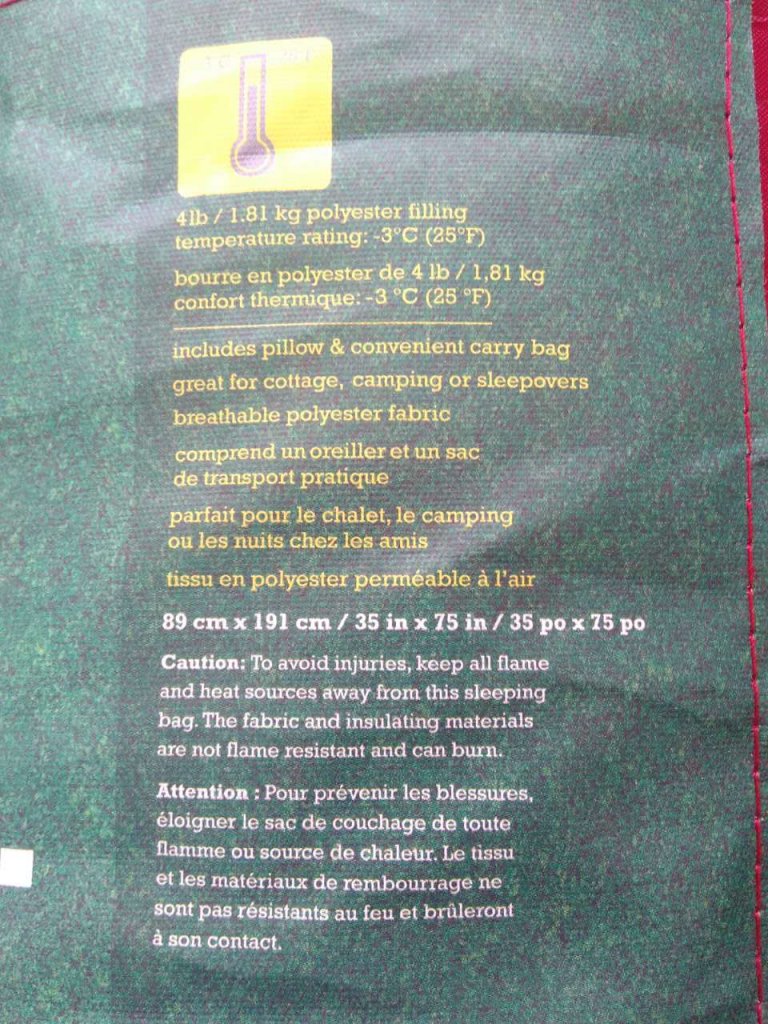 4lb / 1.81 kg polyester filling
temperature rating: -3°C (25°F)
bourre en polyester de 4 lb / 1,81 kg
confort thermique: -3 °C (25 °F)
includes pillow & convenient carry bag
great for cottage, camping or sleepovers
breathable polyester fabric
comprend un oreiller et un sac
de transport pratique
parfait pour le chalet, le camping
ou les nuits chez les amis
tissu en polyester perméable à l'air
89 cm x 191 cm / 35 in x 75 in / 35 po x 75 po
Caution: To avoid injuries, keep all flame
and heat sources away from this sleeping
bag. The fabric and insulating materials
are not flame resistant and can burn.
Attention : Pour prévenir les blessures,
éloigner le sac de couchage de toute
flamme ou source de chaleur. Le tissu
et les matériaux de rembourrage ne
sont pas résistants au feu et brûleront
à son contact.